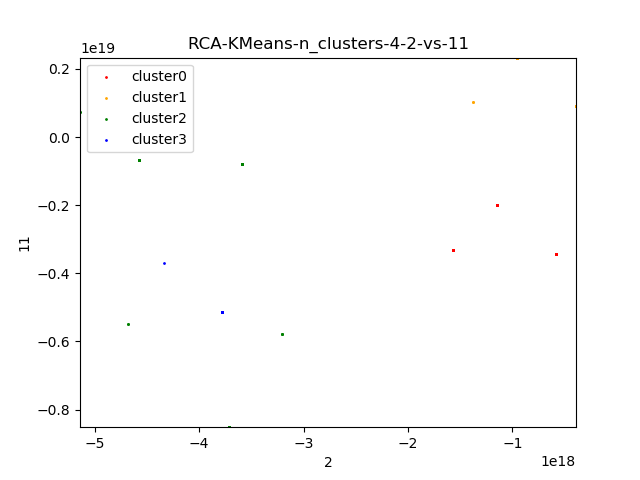 RCA-KMeans-n_clusters-4-2-vs-11
1e19
cluster0
cluster1
cluster2
cluster3
0.2
0.0
−0.2
−0.4
−0.6
−0.8
11
−5
−4
−3
−2
−1
2
1e18